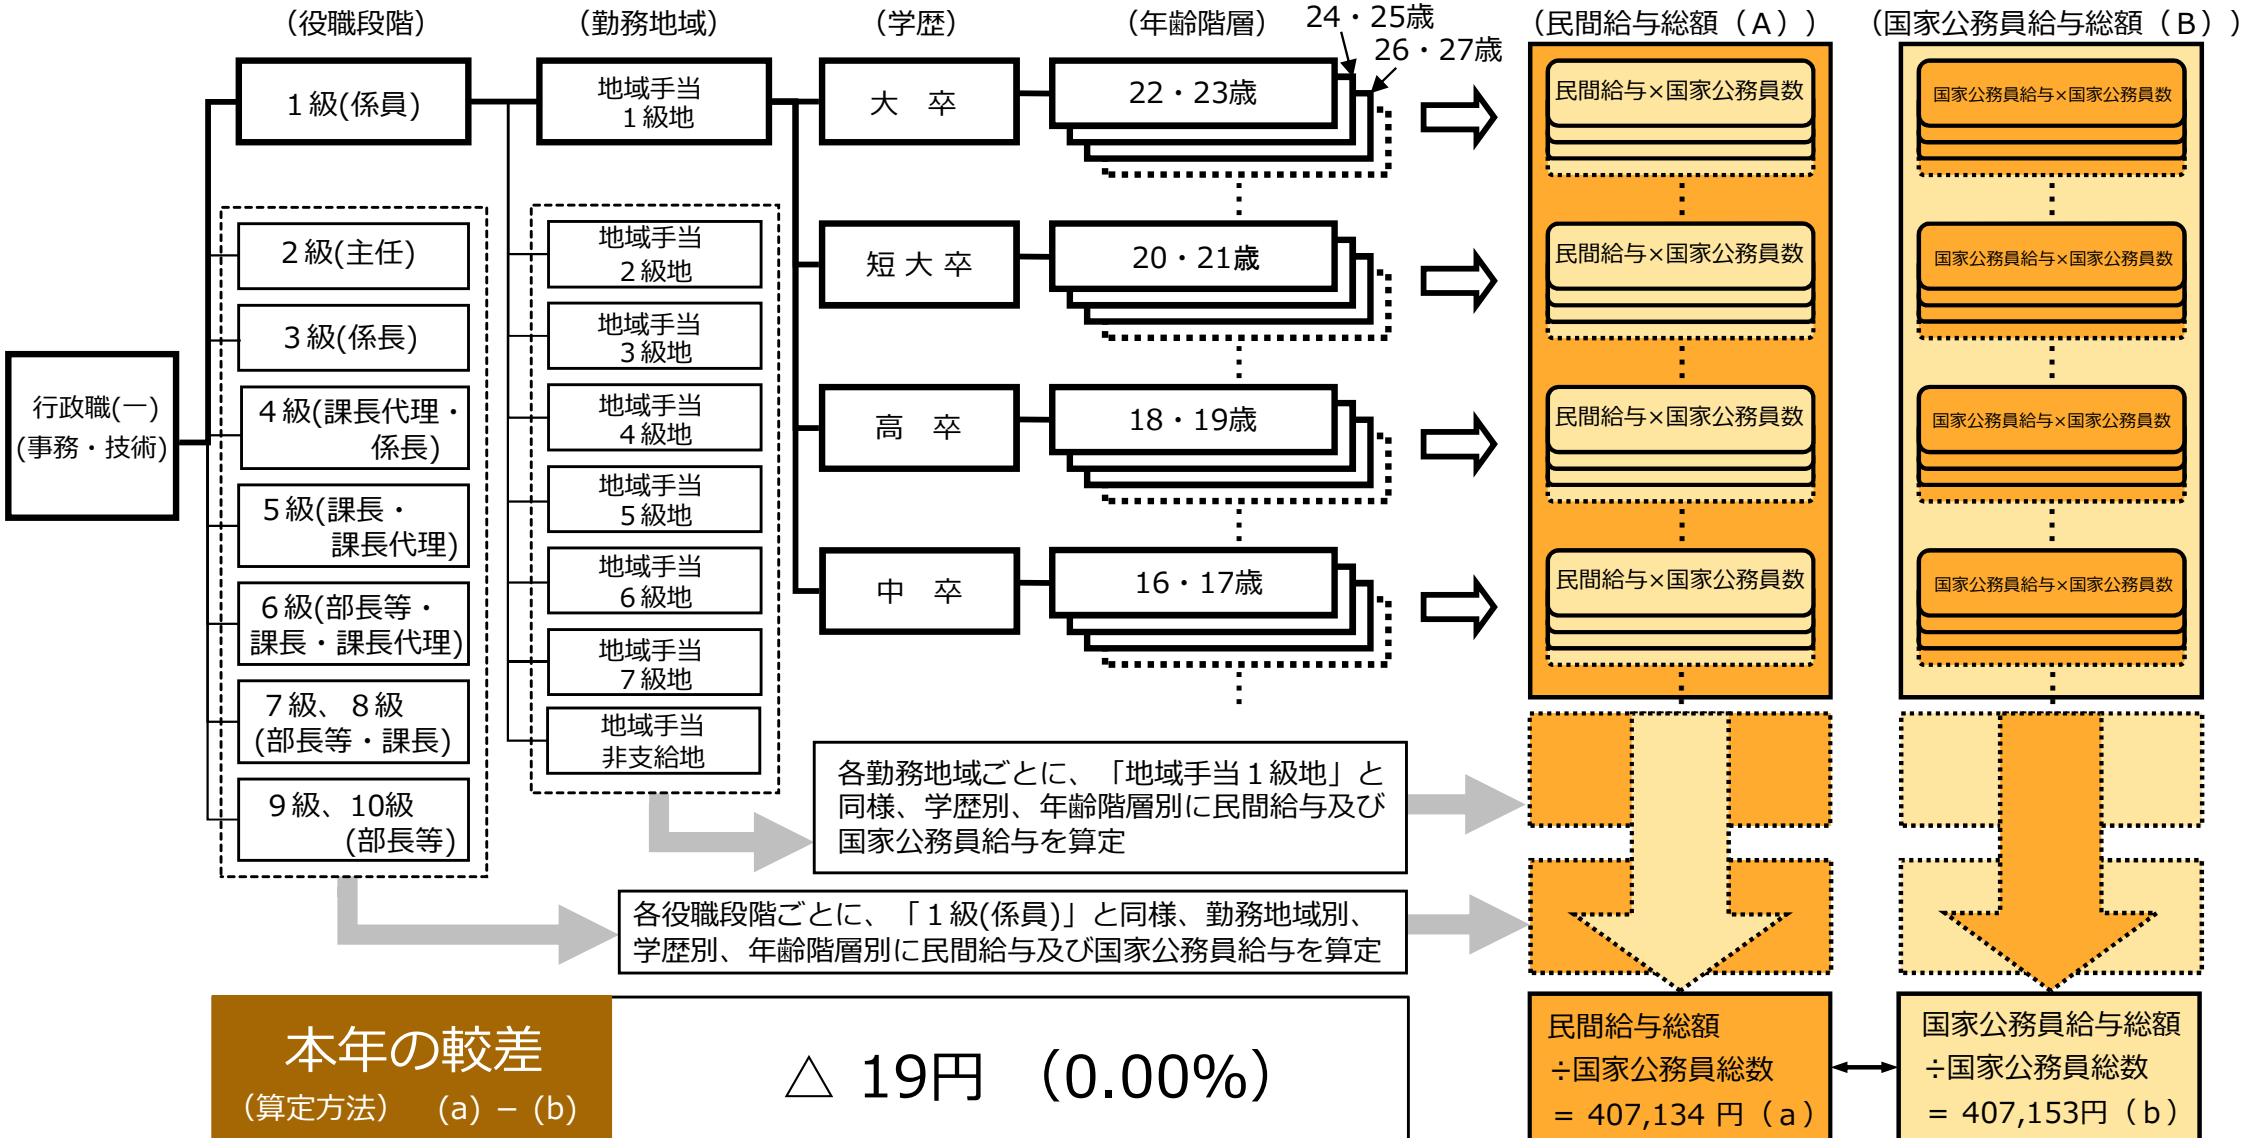 （役職段階）
（勤務地域）
（学歴）
（年齢階層）
24・25歳
26・27歳
（民間給与総額（Ａ））
（国家公務員給与総額（Ｂ））
行政職(一)
(事務・技術)
１級(係員)
２級(主任)
３級(係長)
４級(課長代理・
係長)
５級(課長・
課長代理)
６級(部長等・
課長・課長代理)
７級、８級
(部長等・課長)
９級、10級
(部長等)
地域手当
１級地
地域手当
２級地
地域手当
３級地
地域手当
４級地
地域手当
５級地
地域手当
６級地
地域手当
７級地
地域手当
非支給地
大　卒
22・23歳
民間給与×国家公務員数
国家公務員給与×国家公務員数
短 大 卒
20・21歳
民間給与×国家公務員数
国家公務員給与×国家公務員数
高　卒
18・19歳
民間給与×国家公務員数
国家公務員給与×国家公務員数
中　卒
16・17歳
民間給与×国家公務員数
国家公務員給与×国家公務員数
各勤務地域ごとに、「地域手当１級地」と
同様、学歴別、年齢階層別に民間給与及び
国家公務員給与を算定
各役職段階ごとに、「１級(係員)」と同様、勤務地域別、
学歴別、年齢階層別に民間給与及び国家公務員給与を算定
本年の較差
（算定方法）　(a) − (b)
△ 19円　（0.00%）
民間給与総額
÷国家公務員総数
= 407,134 円（ａ）
国家公務員給与総額
÷国家公務員総数
= 407,153円（ｂ）